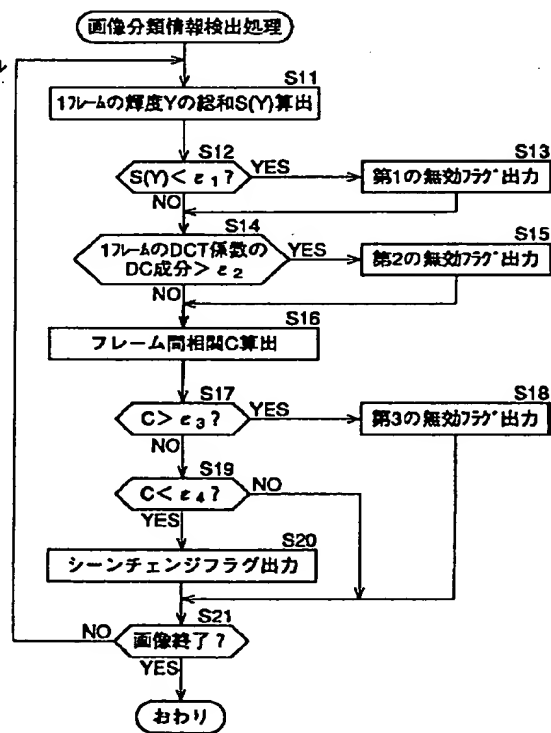 画像分類情報検出処理
S11
1フレームの輝度Yの総和S(Y)算出
S12
S(Y)<ε1?
YES
NO
S13
第1の無効フラグ出力
S14
1フレームのDCT係数の
DC成分>ε2
YES
NO
S15
第2の無効フラグ出力
S16
フレーム間相関C算出
S17
C>ε3?
YES
NO
S18
第3の無効フラグ出力
S19
C<ε4?
NO
YES
S20
シーンチェンジフラグ出力
S21
NO
画像終了?
YES
おわり